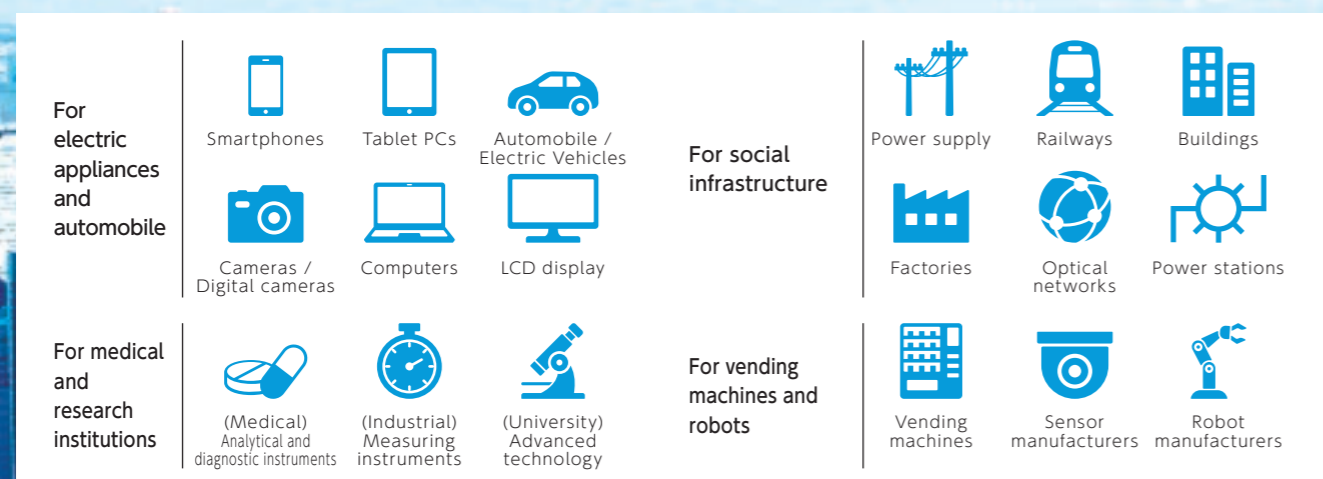 For
electric
appliances
and
automobile
Smartphones
Tablet PCs
Automobile /
Electric Vehicles
Cameras /
Digital cameras
Computers
LCD display
For social
infrastructure
Power supply
Railways
Buildings
Factories
Optical
networks
Power stations
For medical
and
research
institutions
(Medical)
Analytical and
diagnostic instruments
(Industrial)
Measuring
instruments
(University)
Advanced
technology
For vending
machines and
robots
Vending
machines
Sensor
manufacturers
Robot
manufacturers